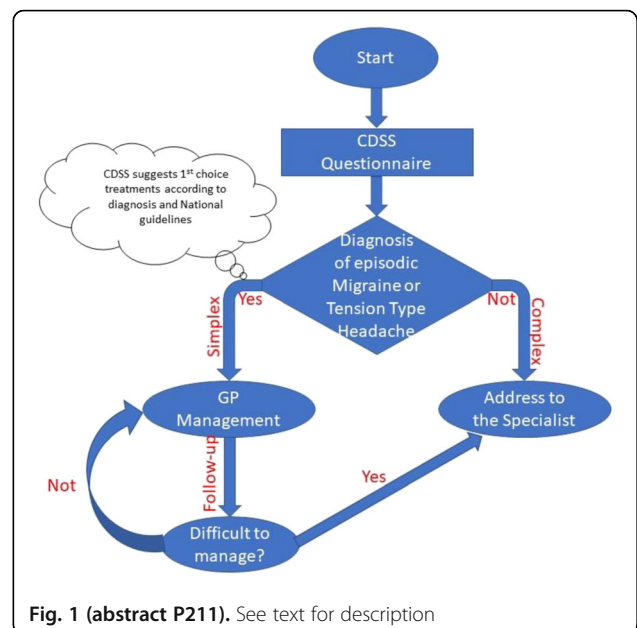 Start
CDSS
Questionnaire
CDSS suggests 1st choice
treatments according to
diagnosis and National
guidelines
Diagnosis
of episodic
Migraine or
Tension Type
Headache
Yes
Not
Simplex
Complex
GP
Management
Address to
the Specialist
Follow-up
Not
Yes
Difficult to
manage?
Fig. 1 (abstract P211). See text for description